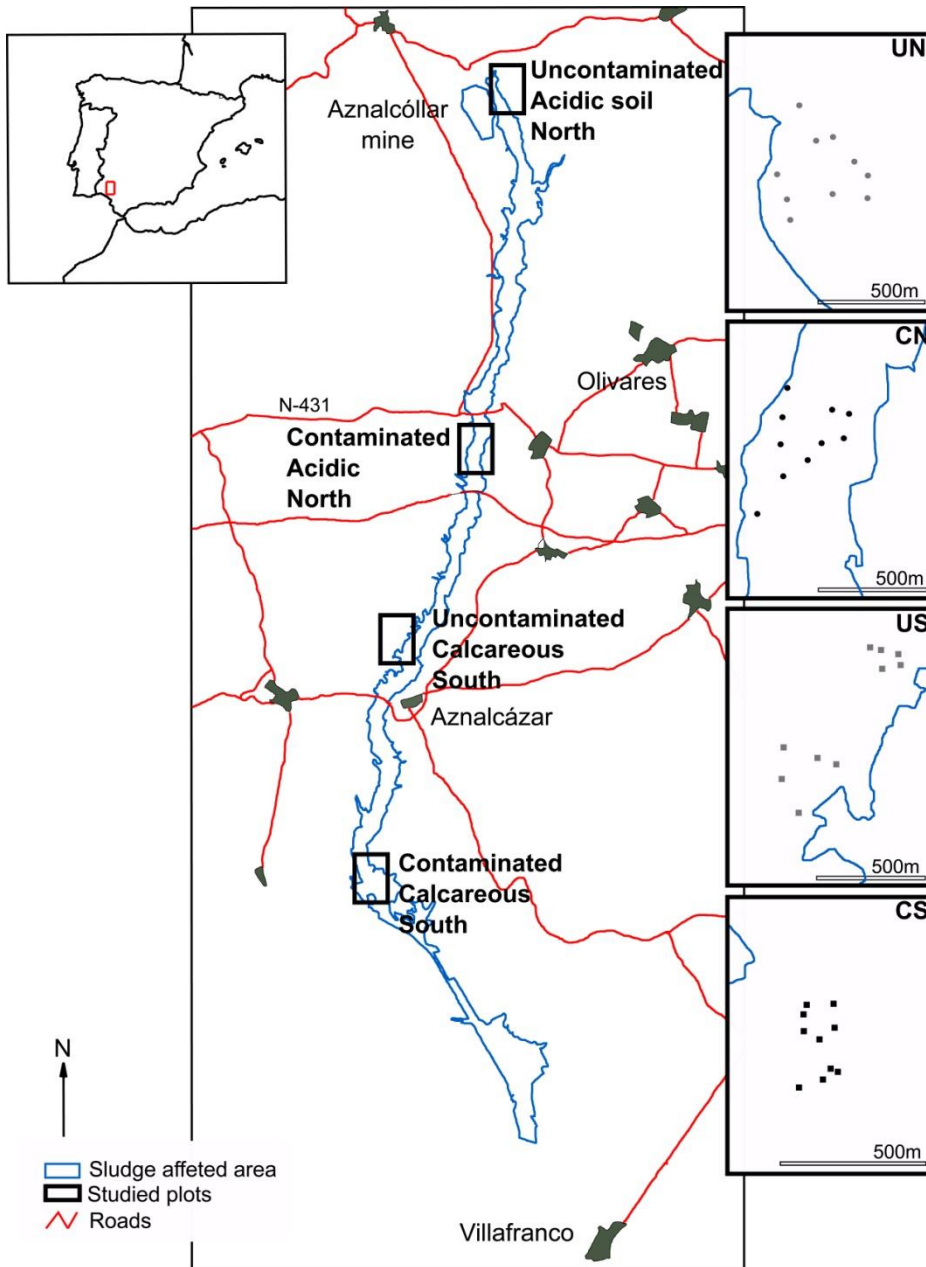 UN
Uncontaminated
Acidic soil
North
Aznalcóllar
mine
500m
CN
Olivares
N-431
Contaminated
Acidic
North
500m
US
Uncontaminated
Calcareous
South
Aznalcázar
500m
CS
Contaminated
Calcareous
South
500m
N
Sludge affeted area
Studied plots
Roads
Villafranco